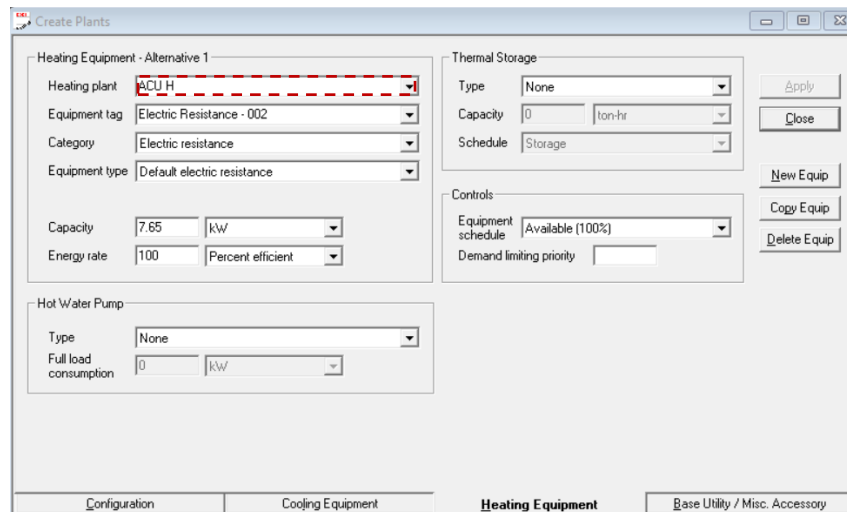 Create Plants
Heating Equipment - Alternative 1
Heating plant ACU H
Equipment tag Electric Resistance - 002
Category Electric resistance
Equipment type Default electric resistance
Capacity 7.65 kW
Energy rate 100 Percent efficient
Hot Water Pump
Type None
Full load
consumption 0 kW
Thermal Storage
Type None
Capacity 0 ton-hr
Schedule Storage
Controls
Equipment
schedule Available (100%)
Demand limiting priority
Apply
Close
New Equip
Copy Equip
Delete Equip
Configuration
Cooling Equipment
Heating Equipment
Base Utility / Misc. Accessory